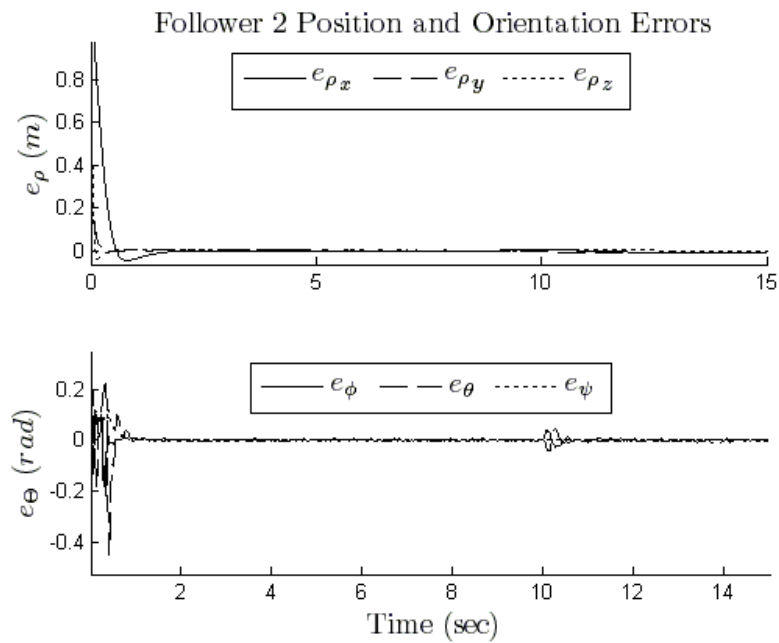 Follower 2 Position and Orientation Errors
e_ρ (m)
0.8
0.6
0.4
0.2
0
e_ρx e_ρy e_ρz
0 5 10 15
e_Θ (rad)
0.2
0
-0.2
-0.4
e_ϕ e_θ e_ψ
2 4 6 8 10 12 14
Time (sec)